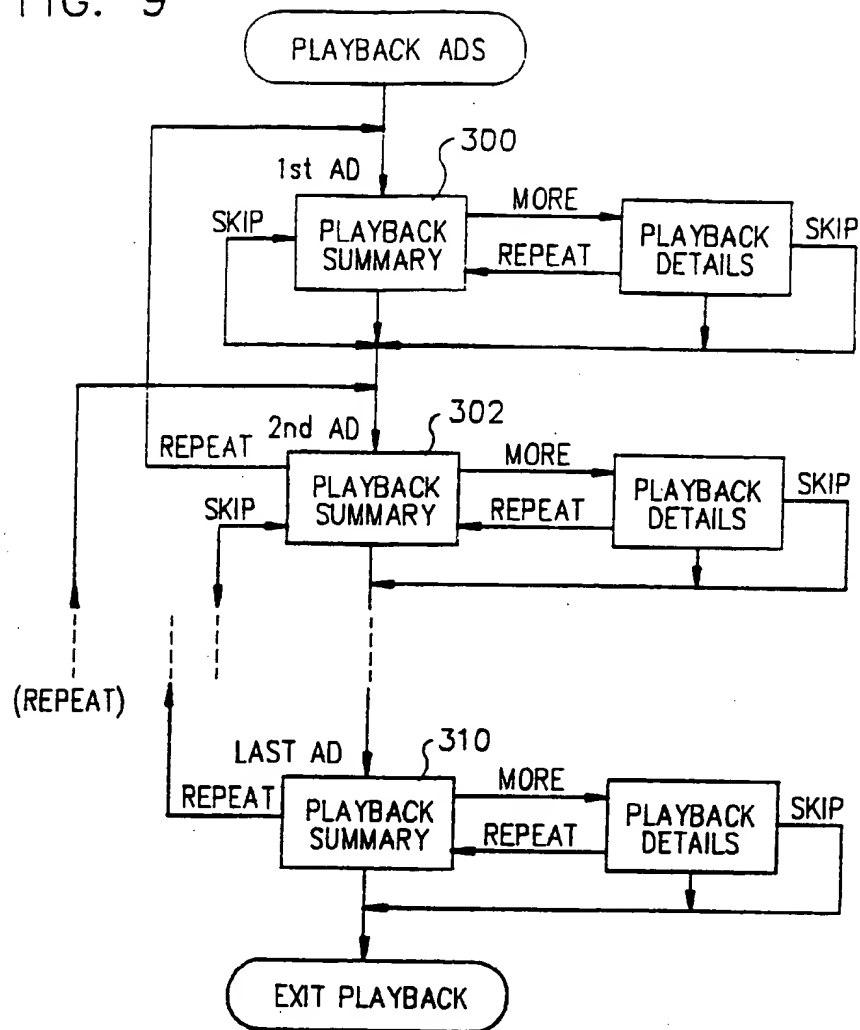 FIG. 9
PLAYBACK ADS
300
1st AD
SKIP
PLAYBACK
SUMMARY
MORE
REPEAT
PLAYBACK
DETAILS
SKIP
302
2nd AD
REPEAT
SKIP
PLAYBACK
SUMMARY
MORE
REPEAT
PLAYBACK
DETAILS
SKIP
(REPEAT)
310
LAST AD
REPEAT
PLAYBACK
SUMMARY
MORE
REPEAT
PLAYBACK
DETAILS
SKIP
EXIT PLAYBACK